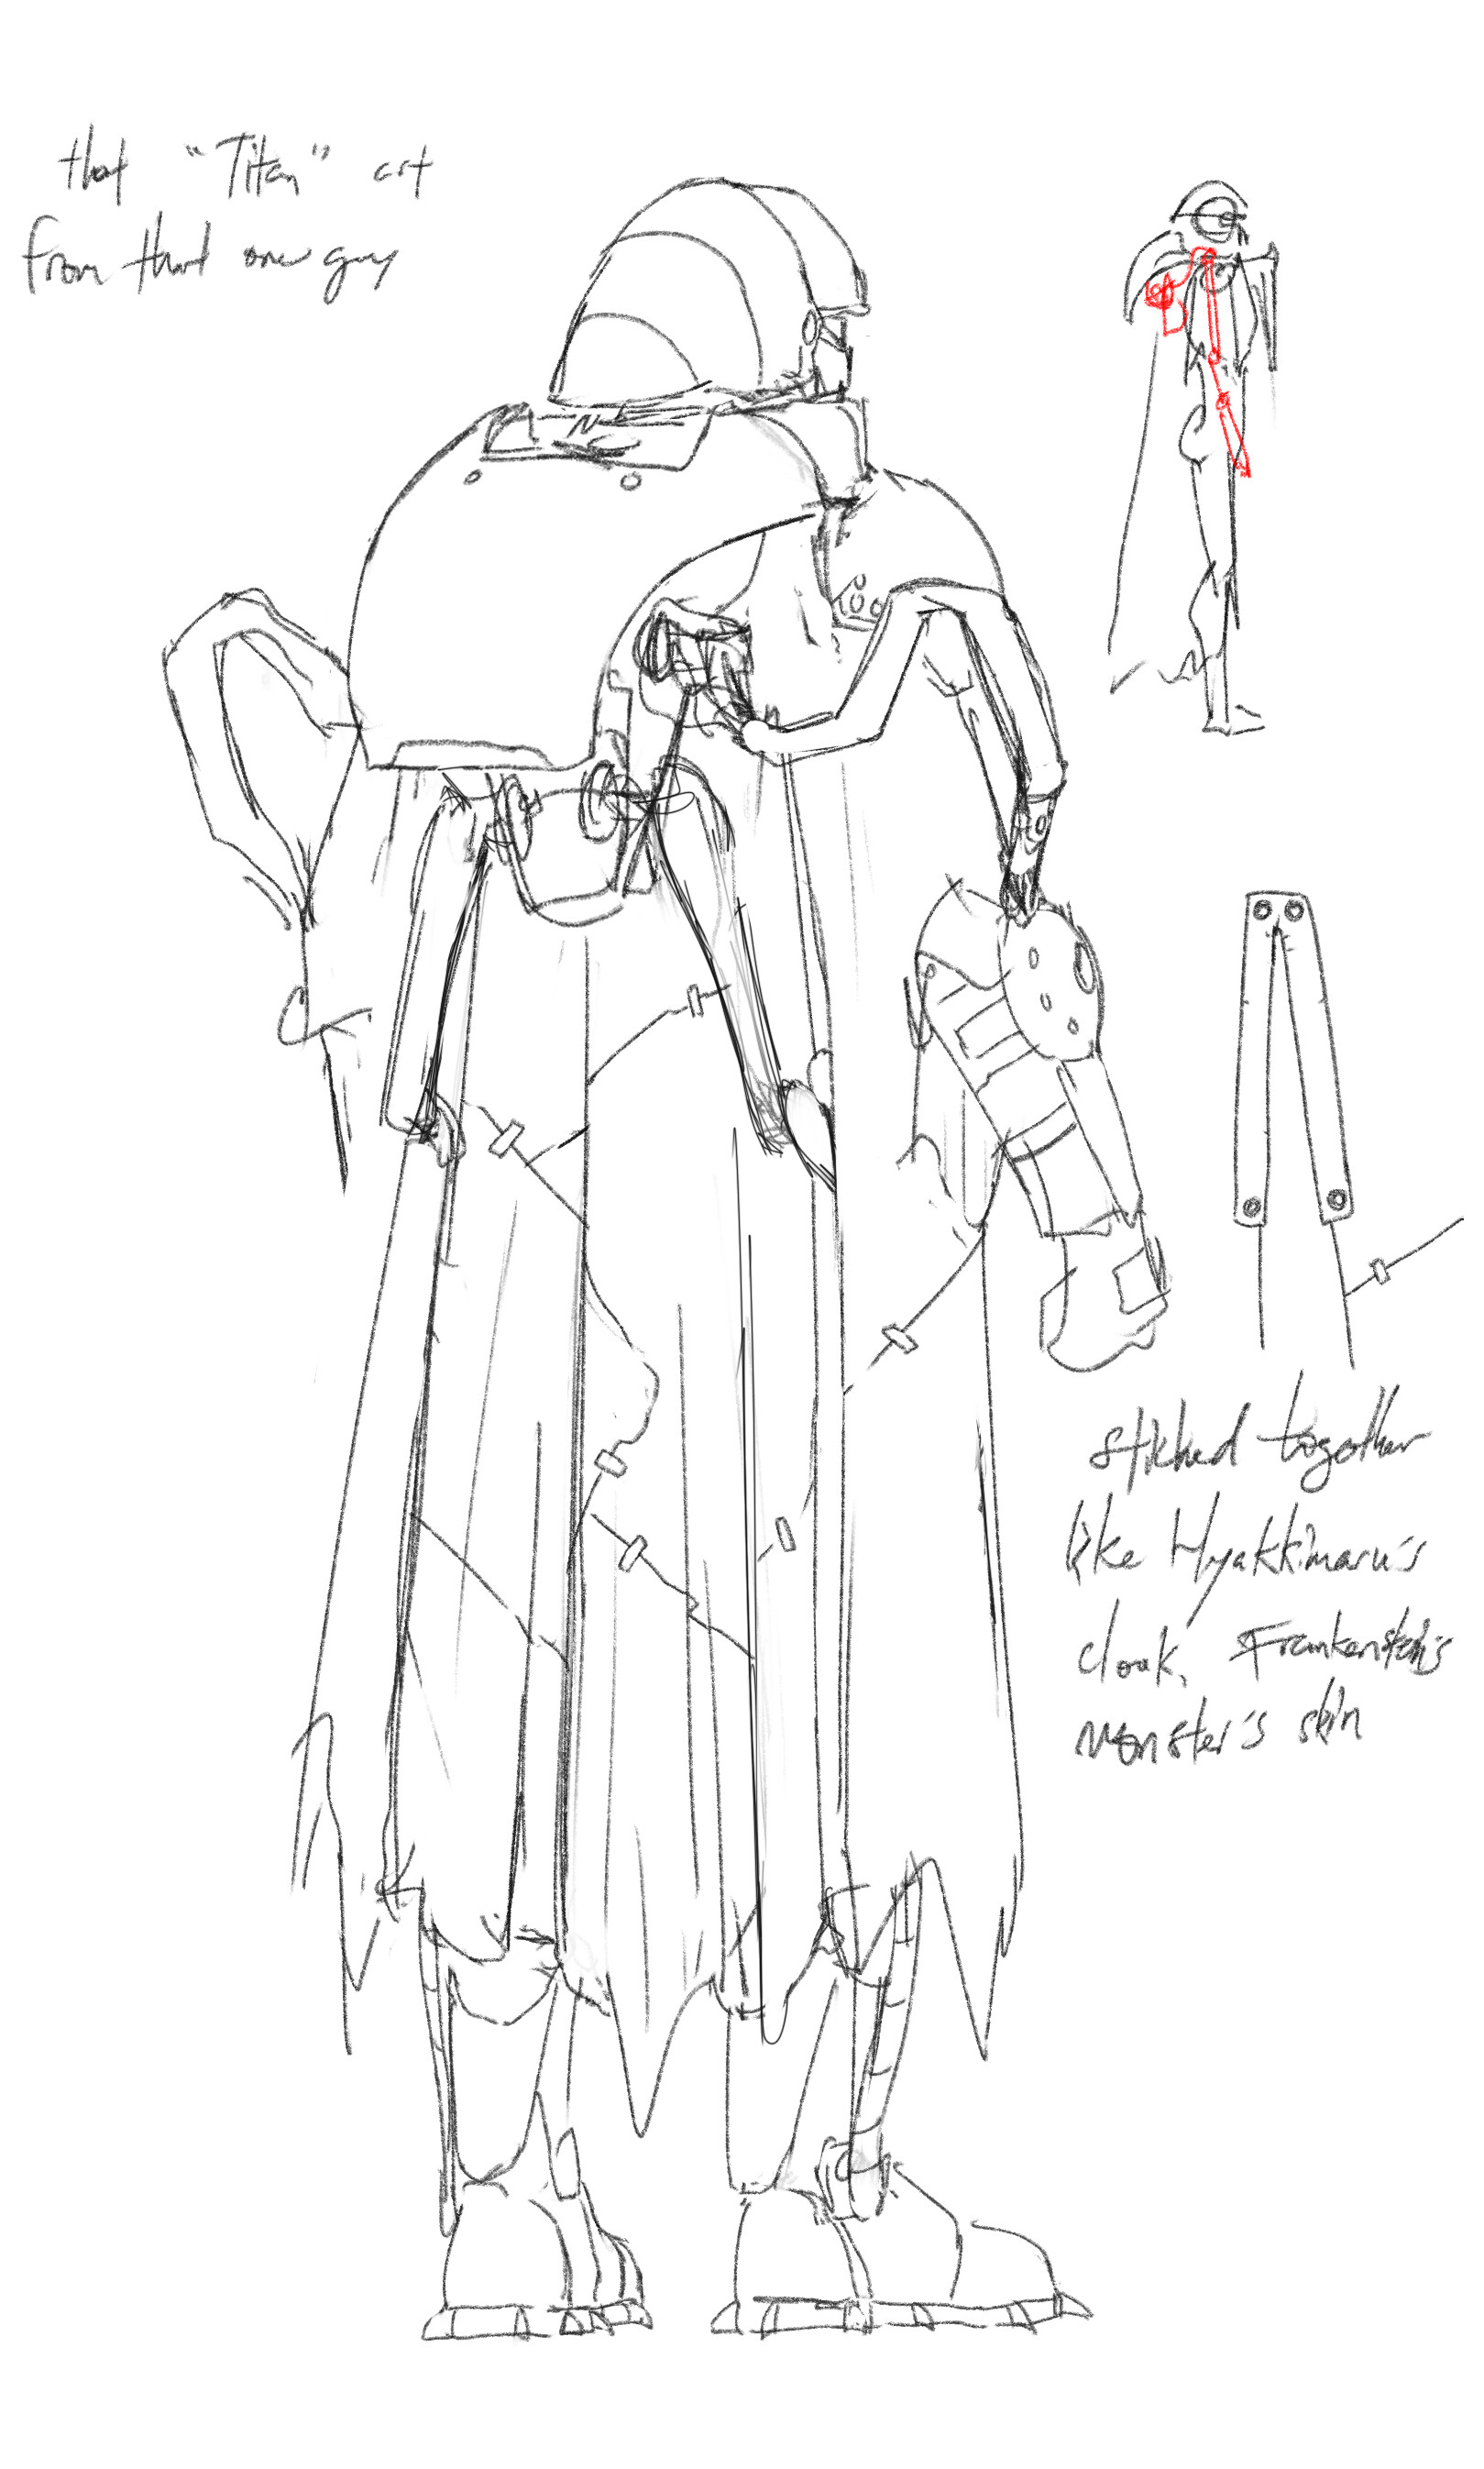 that "Titan" art
from that one guy
stitched together
like Hyakkimaru's
cloak, Frankenstein's
monster's skin